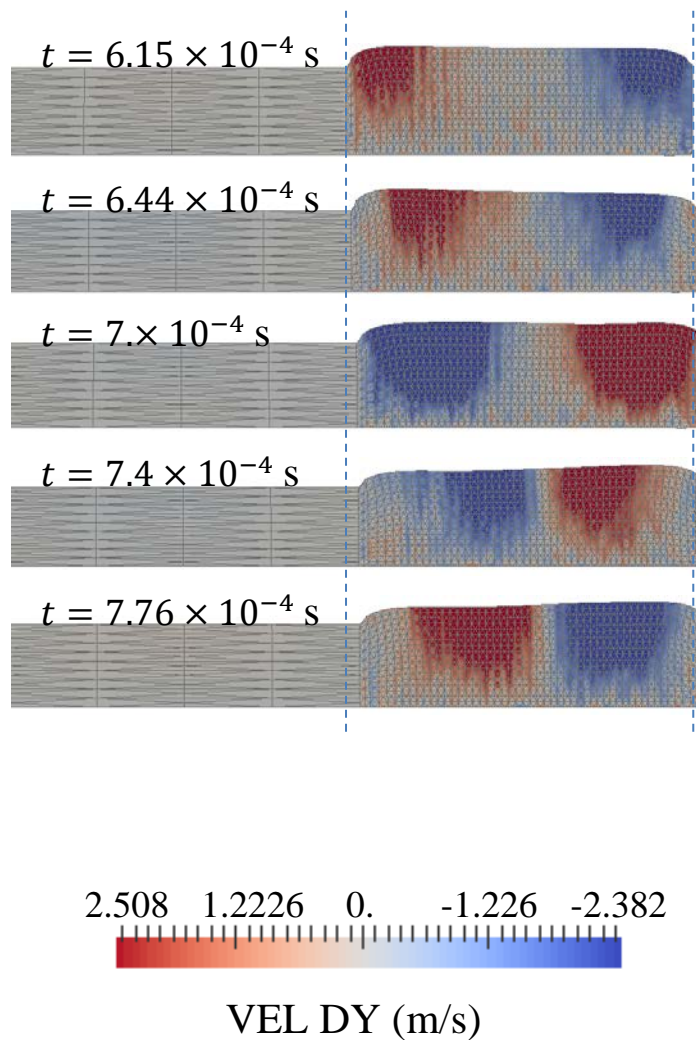 t = 6.15 × 10⁻⁴ s
t = 6.44 × 10⁻⁴ s
t = 7.× 10⁻⁴ s
t = 7.4 × 10⁻⁴ s
t = 7.76 × 10⁻⁴ s
2.508 1.2226 0. -1.226 -2.382
VEL DY (m/s)